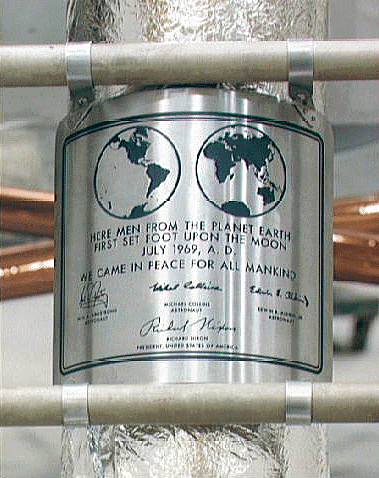 HERE MEN FROM THE PLANET EARTH
FIRST SET FOOT UPON THE MOON
JULY 1969, A. D.
WE CAME IN PEACE FOR ALL MANKIND
Michael Collins
Edwin E. Aldrin Jr
NEIL A. ARMSTRONG
ASTRONAUT
MICHAEL COLLINS
ASTRONAUT
EDWIN E. ALDRIN, JR.
ASTRONAUT
Richard Nixon
RICHARD NIXON
PRESIDENT, UNITED STATES OF AMERICA